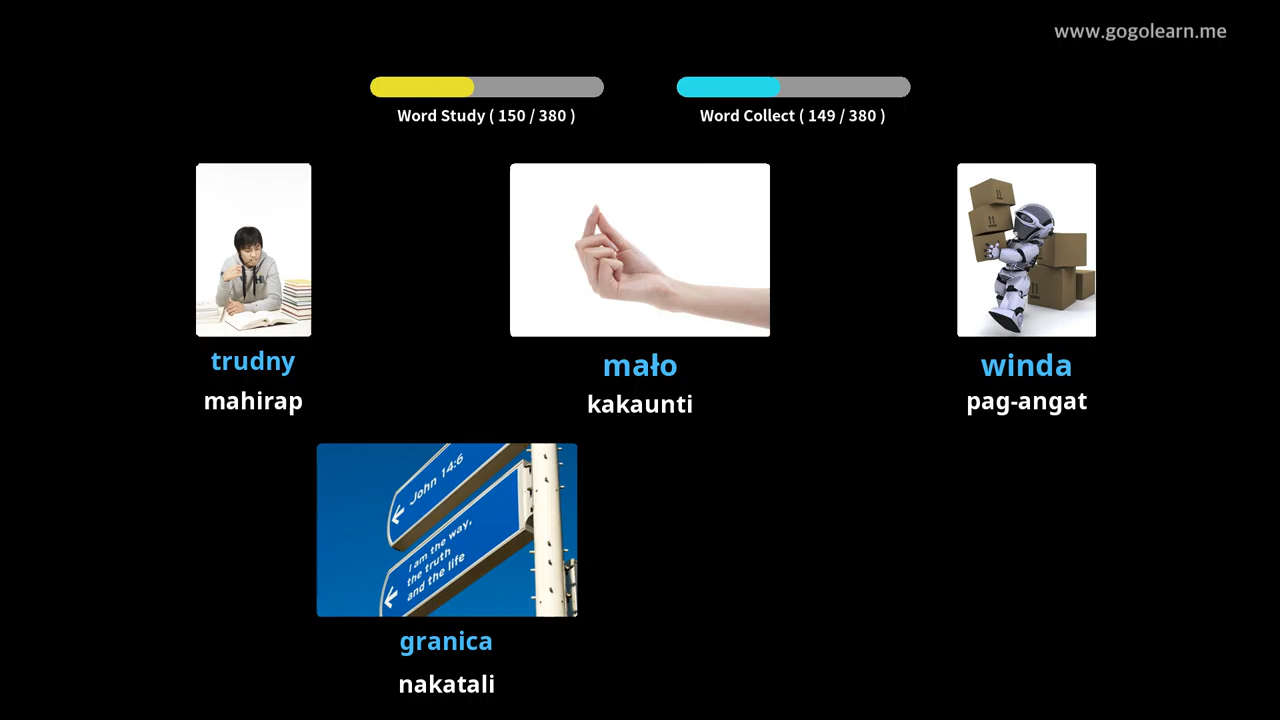 www.gogolearn.me
Word Study ( 150 / 380 )
Word Collect ( 149 / 380 )
trudny
mahirap
mało
kakaunti
winda
pag-angat
John 14:6
I am the way,
the truth
and the life
granica
nakatali